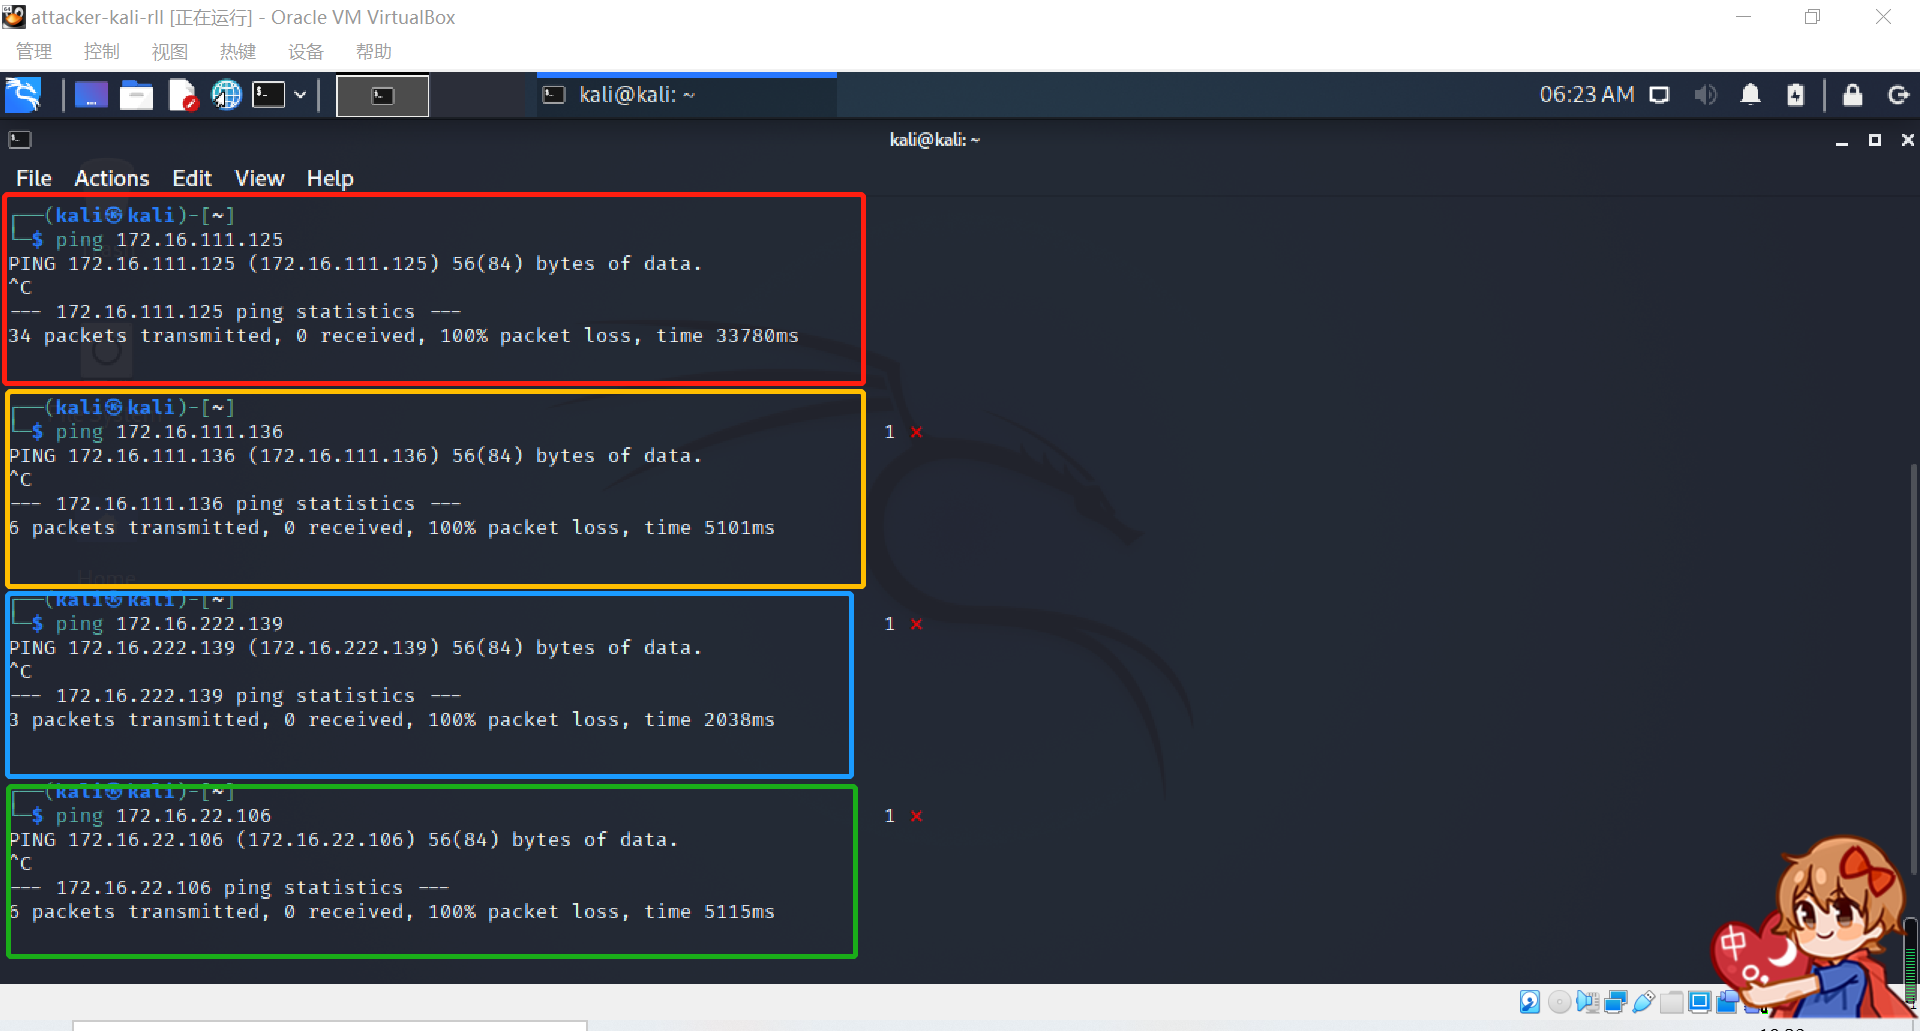 attacker-kali-rll [正在运行] - Oracle VM VirtualBox
管理 控制 视图 热键 设备 帮助
kali@kali: ~
06:23 AM
kali@kali: ~
File Actions Edit View Help
┌──(kali㉿kali)-[~]
└─$ ping 172.16.111.125
PING 172.16.111.125 (172.16.111.125) 56(84) bytes of data.
^C
--- 172.16.111.125 ping statistics ---
34 packets transmitted, 0 received, 100% packet loss, time 33780ms
┌──(kali㉿kali)-[~]
└─$ ping 172.16.111.136 1 ⨯
PING 172.16.111.136 (172.16.111.136) 56(84) bytes of data.
^C
--- 172.16.111.136 ping statistics ---
6 packets transmitted, 0 received, 100% packet loss, time 5101ms
Home
┌──(kali㉿kali)-[~]
└─$ ping 172.16.222.139 1 ⨯
PING 172.16.222.139 (172.16.222.139) 56(84) bytes of data.
^C
--- 172.16.222.139 ping statistics ---
3 packets transmitted, 0 received, 100% packet loss, time 2038ms
┌──(kali㉿kali)-[~]
└─$ ping 172.16.22.106 1 ⨯
PING 172.16.22.106 (172.16.22.106) 56(84) bytes of data.
^C
--- 172.16.22.106 ping statistics ---
6 packets transmitted, 0 received, 100% packet loss, time 5115ms
中